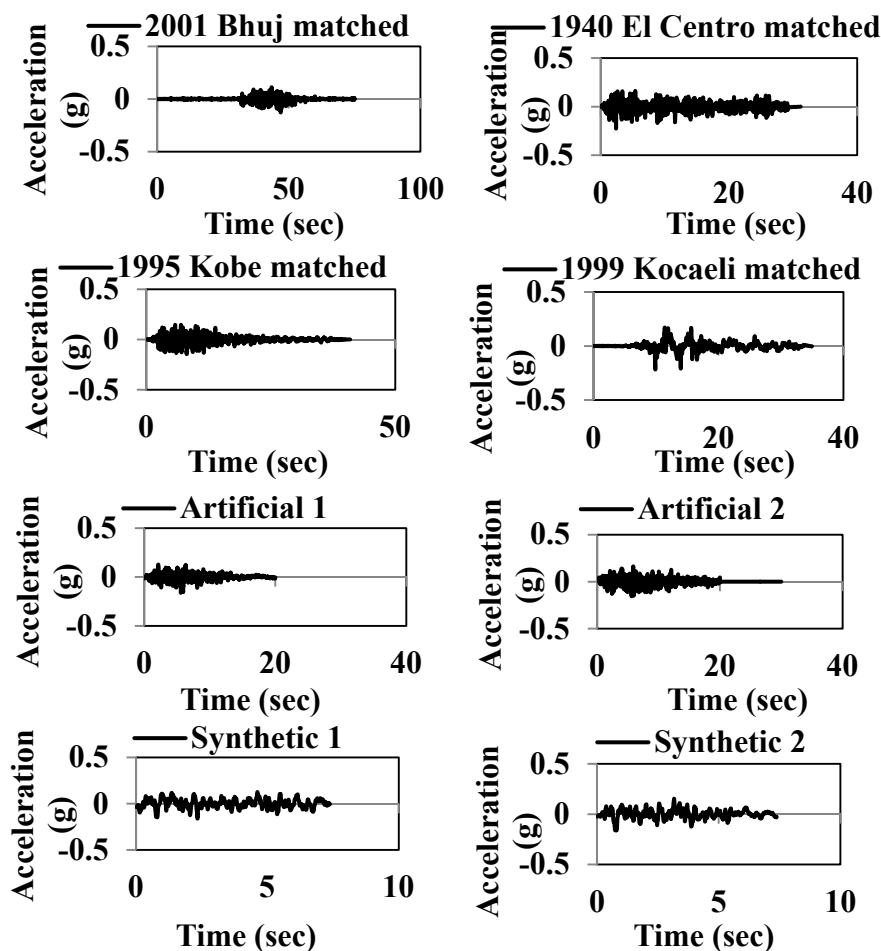 2001 Bhuj matched
Acceleration
(g)
0.5
0
-0.5
0
50
100
Time (sec)
1940 El Centro matched
Acceleration
(g)
0.5
0
-0.5
0
20
40
Time (sec)
1995 Kobe matched
Acceleration
(g)
0.5
0
-0.5
0
50
Time (sec)
1999 Kocaeli matched
Acceleration
(g)
0.5
0
-0.5
0
20
40
Time (sec)
Artificial 1
Acceleration
(g)
0.5
0
-0.5
0
20
40
Time (sec)
Artificial 2
Acceleration
(g)
0.5
0
-0.5
0
20
40
Time (sec)
Synthetic 1
Acceleration
(g)
0.5
0
-0.5
0
5
10
Time (sec)
Synthetic 2
Acceleration
(g)
0.5
0
-0.5
0
5
10
Time (sec)